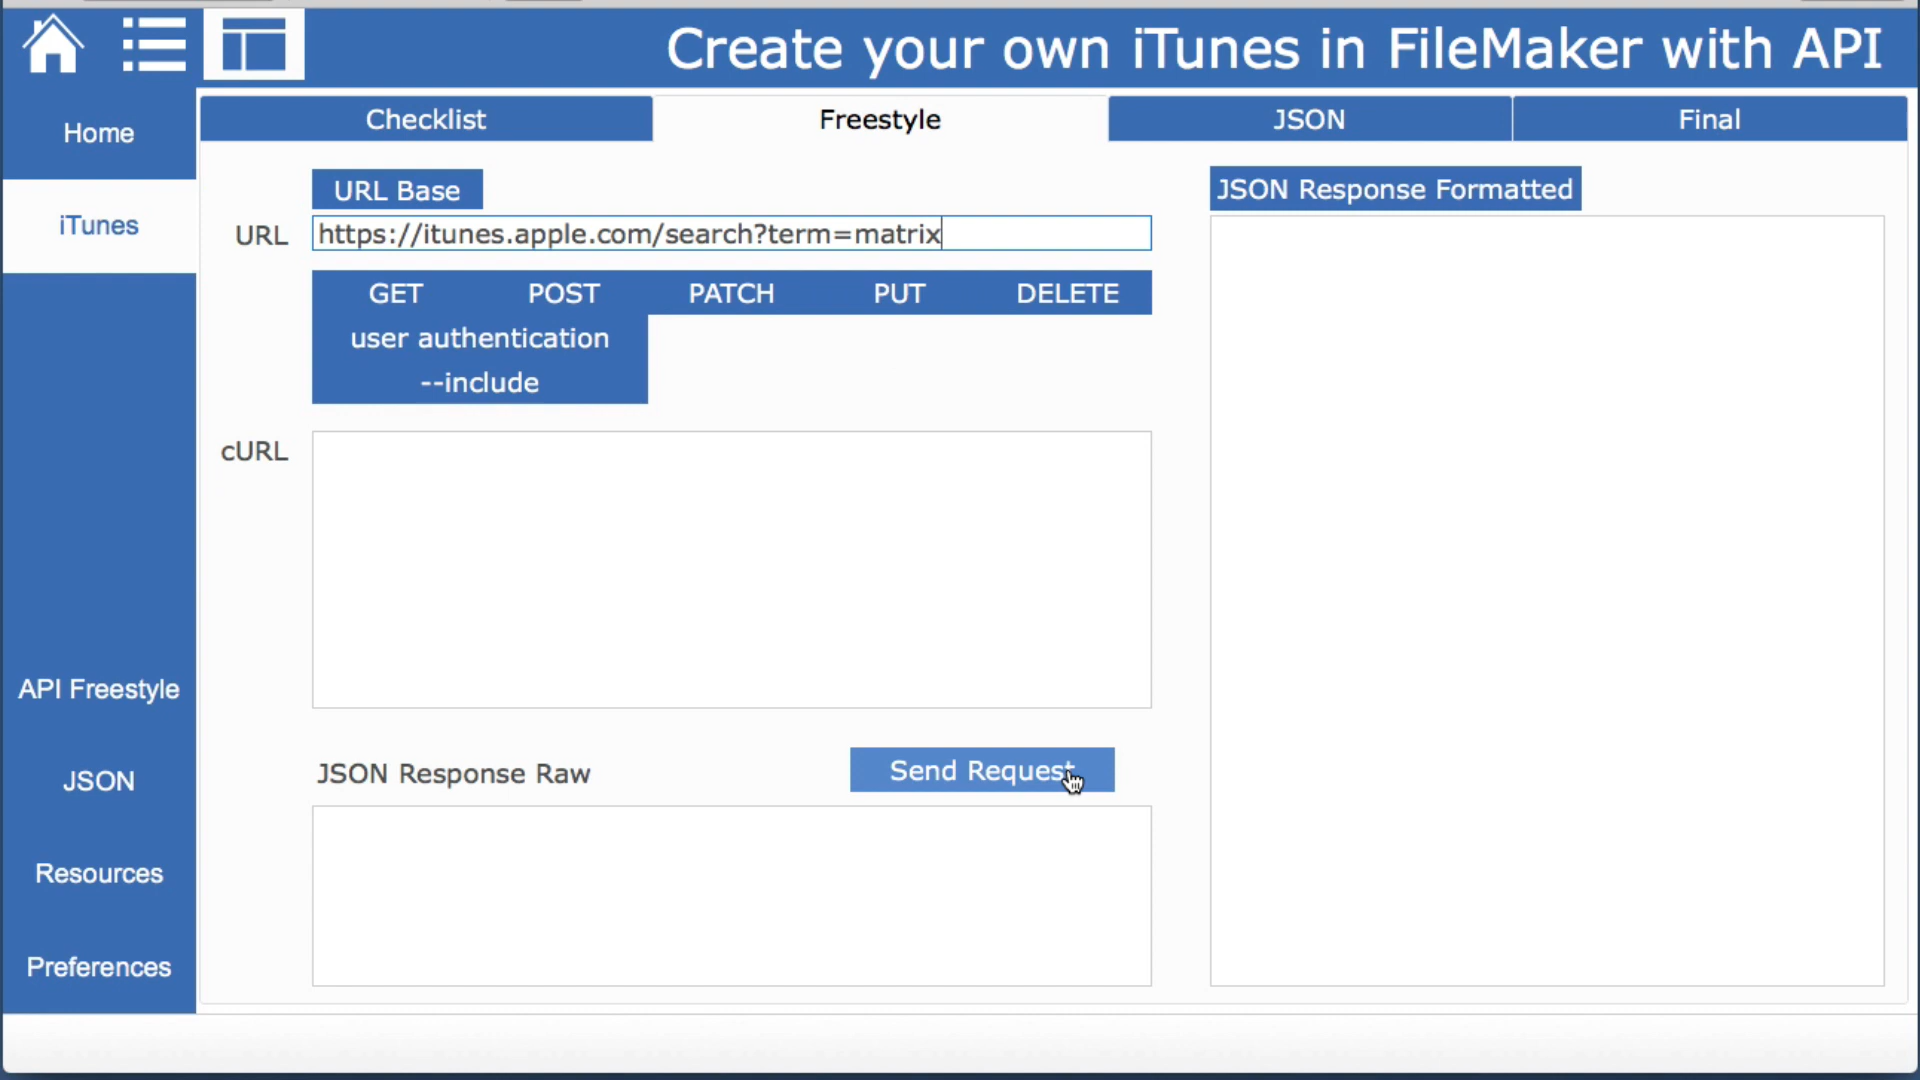 Create your own iTunes in FileMaker with API
Home
iTunes
API Freestyle
JSON
Resources
Preferences
Checklist
Freestyle
JSON
Final
URL Base
URL
https://itunes.apple.com/search?term=matrix
GET
POST
PATCH
PUT
DELETE
user authentication
--include
cURL
JSON Response Raw
Send Request
JSON Response Formatted